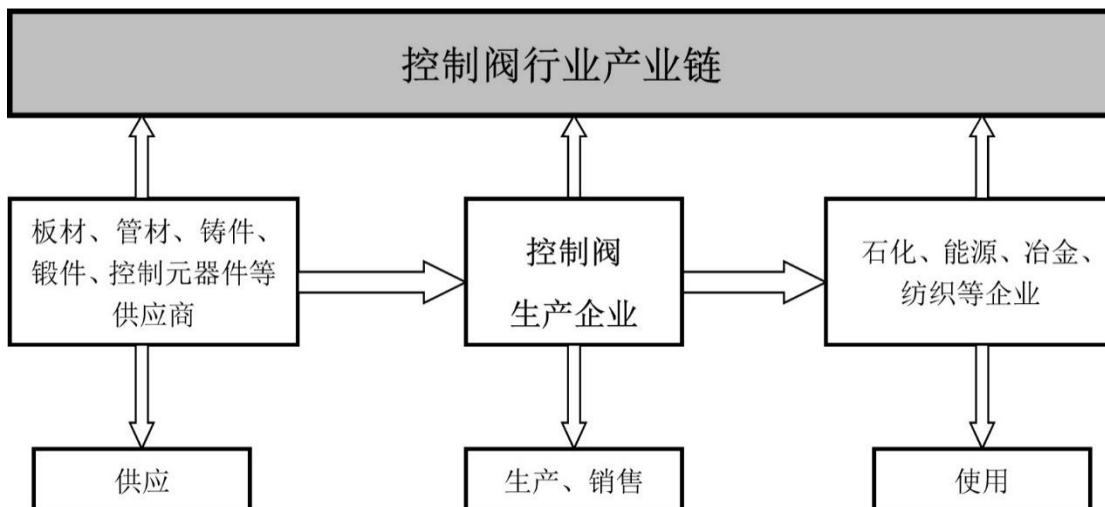 控制阀行业产业链
板材、管材、铸件、
锻件、控制元器件等
供应商
控制阀
生产企业
石化、能源、冶金、
纺织等企业
供应
生产、销售
使用